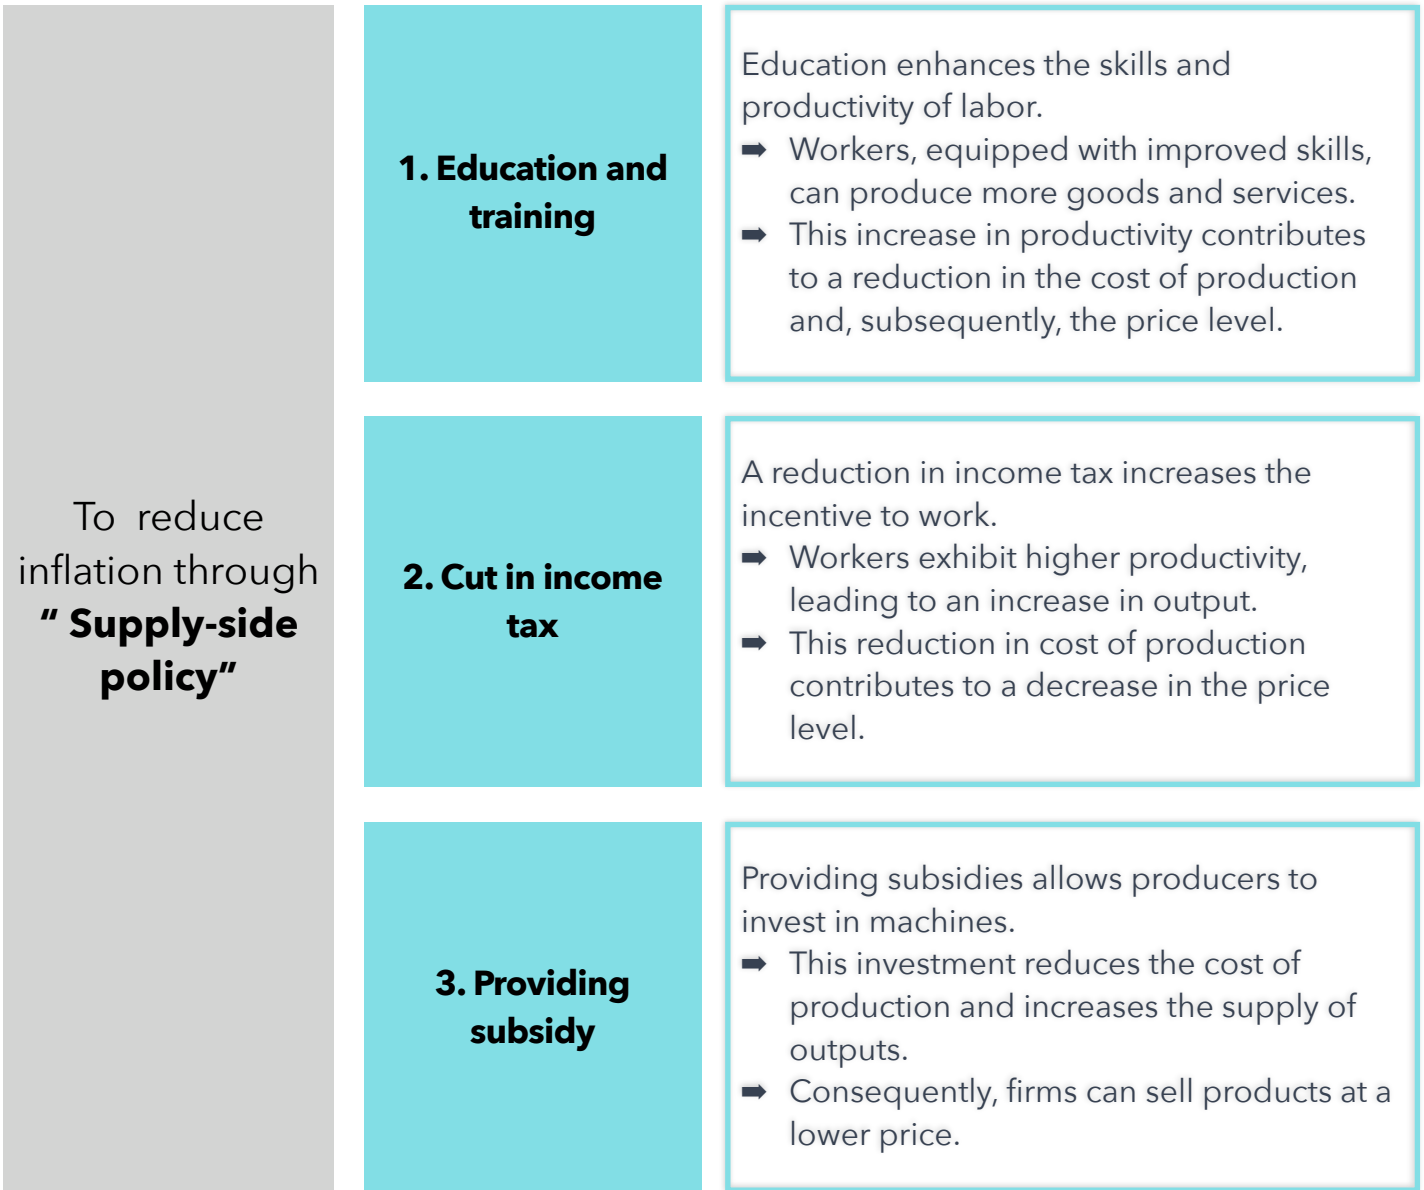 To reduce
inflation through
“ Supply-side
policy”
1. Education and
training
Education enhances the skills and
productivity of labor.
➡ Workers, equipped with improved skills,
can produce more goods and services.
➡ This increase in productivity contributes
to a reduction in the cost of production
and, subsequently, the price level.
2. Cut in income
tax
A reduction in income tax increases the
incentive to work.
➡ Workers exhibit higher productivity,
leading to an increase in output.
➡ This reduction in cost of production
contributes to a decrease in the price
level.
3. Providing
subsidy
Providing subsidies allows producers to
invest in machines.
➡ This investment reduces the cost of
production and increases the supply of
outputs.
➡ Consequently, firms can sell products at a
lower price.